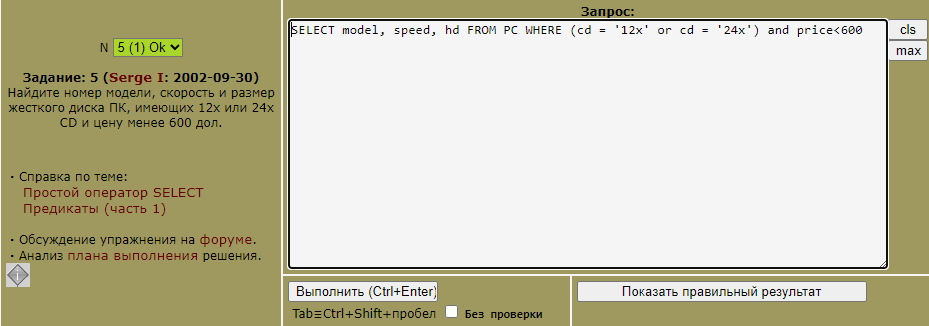 N 5 (1) Ok
Задание: 5 (Serge I: 2002-09-30)
Найдите номер модели, скорость и размер
жесткого диска ПК, имеющих 12x или 24x
CD и цену менее 600 дол.
· Справка по теме:
Простой оператор SELECT
Предикаты (часть 1)
· Обсуждение упражнения на форуме.
· Анализ плана выполнения решения.
Запрос:
SELECT model, speed, hd FROM PC WHERE (cd = '12x' or cd = '24x') and price<600
cls
max
Выполнить (Ctrl+Enter)
Tab≡Ctrl+Shift+пробел Без проверки
Показать правильный результат